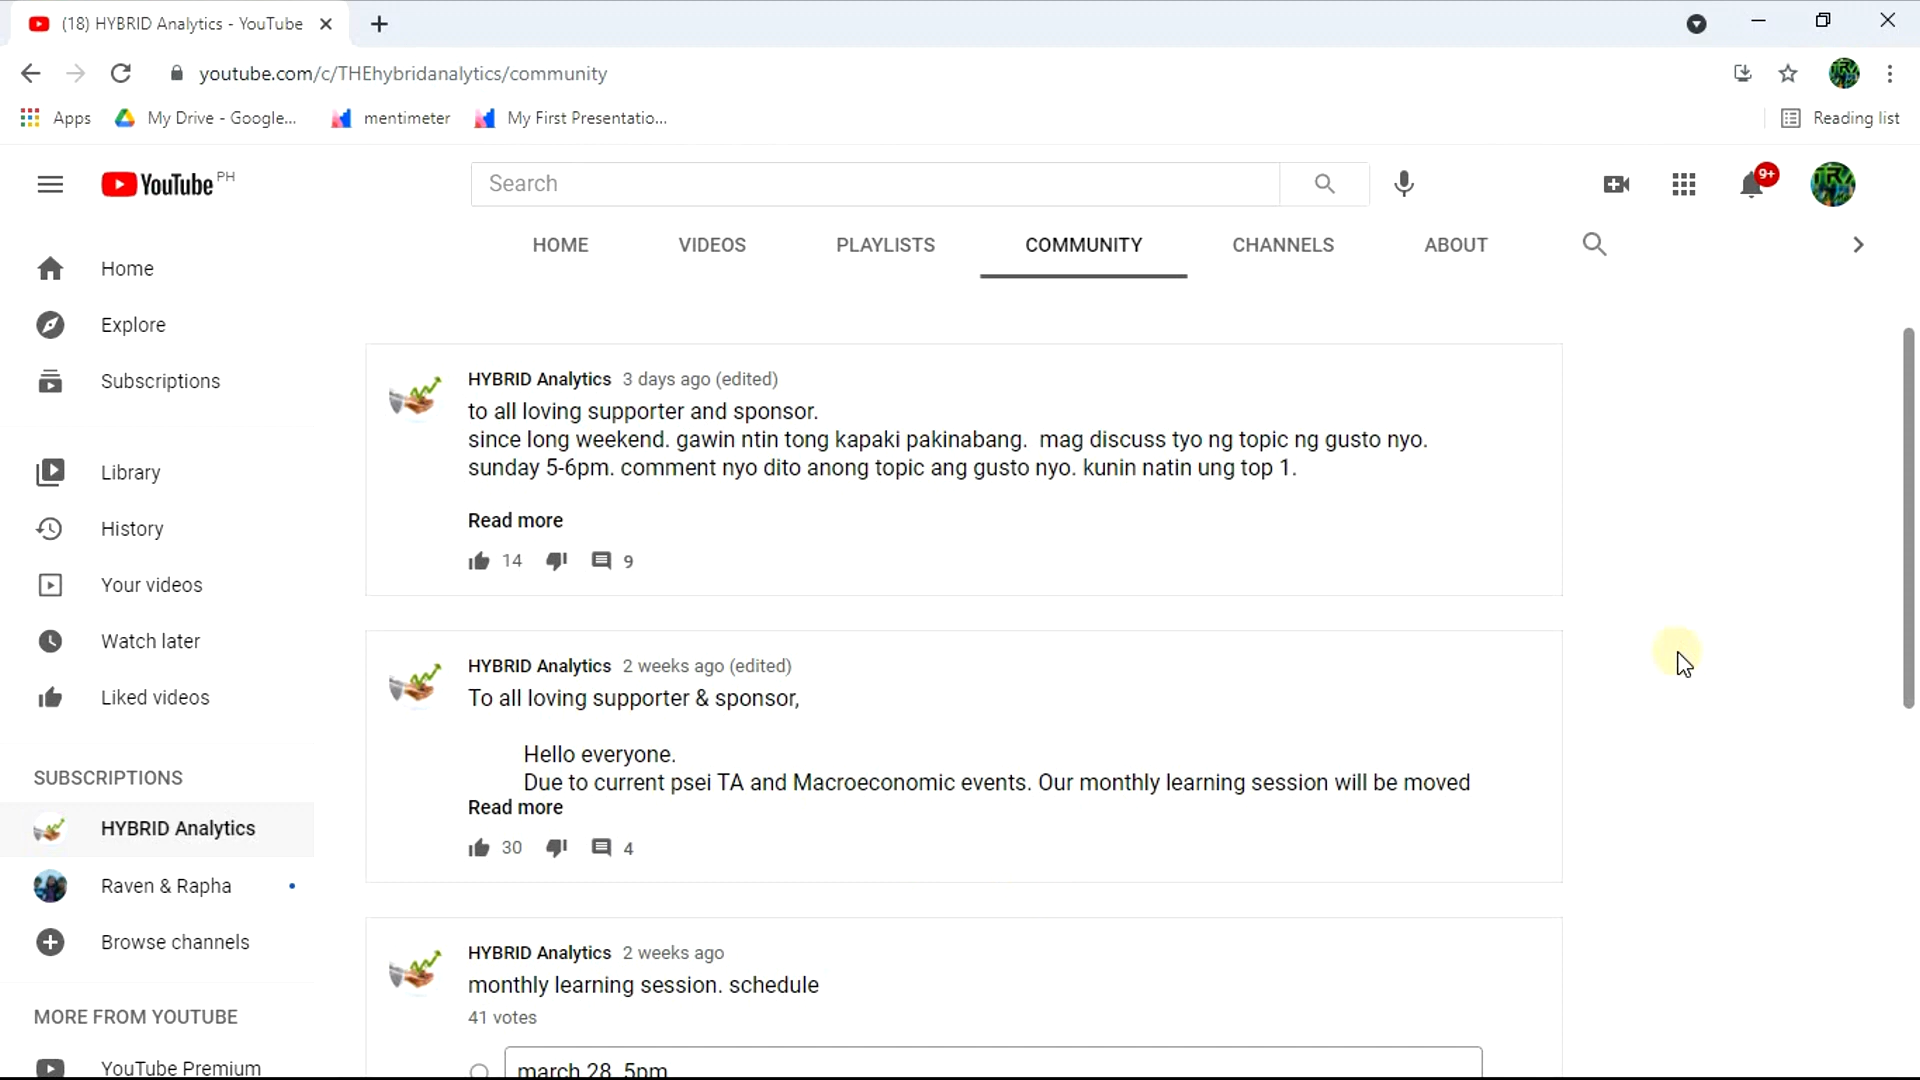 (18) HYBRID Analytics - YouTube
youtube.com/c/THEhybridanalytics/community
Apps My Drive - Google... mentimeter My First Presentatio... Reading list
YouTube PH Search 9+
HOME VIDEOS PLAYLISTS COMMUNITY CHANNELS ABOUT
Home
Explore
Subscriptions
Library
History
Your videos
Watch later
Liked videos
SUBSCRIPTIONS
HYBRID Analytics
Raven & Rapha
Browse channels
MORE FROM YOUTUBE
YouTube Premium
HYBRID Analytics 3 days ago (edited)
to all loving supporter and sponsor.
since long weekend. gawin ntin tong kapaki pakinabang. mag discuss tyo ng topic ng gusto nyo.
sunday 5-6pm. comment nyo dito anong topic ang gusto nyo. kunin natin ung top 1.
Read more
14 9
HYBRID Analytics 2 weeks ago (edited)
To all loving supporter & sponsor,
Hello everyone.
Due to current psei TA and Macroeconomic events. Our monthly learning session will be moved
Read more
30 4
HYBRID Analytics 2 weeks ago
monthly learning session. schedule
41 votes
march 28, 5pm